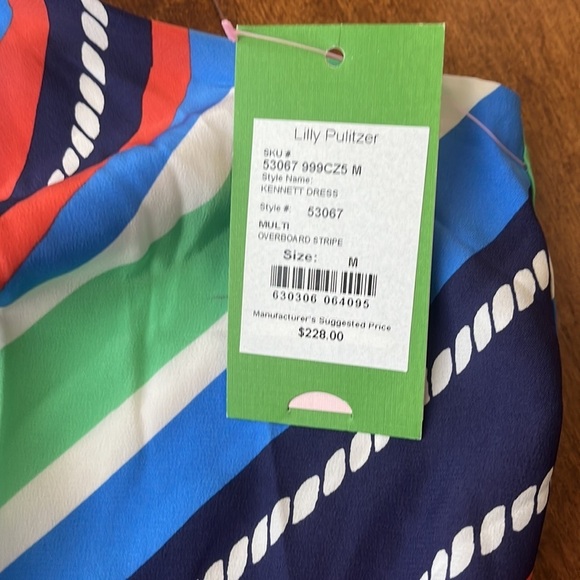 Lilly Pulitzer
SKU #
53067 999CZ5 M
Style Name:
KENNETT DRESS
Style #: 53067
MULTI
OVERBOARD STRIPE
Size: M
630306 064095
Manufacturer's Suggested Price
$228.00